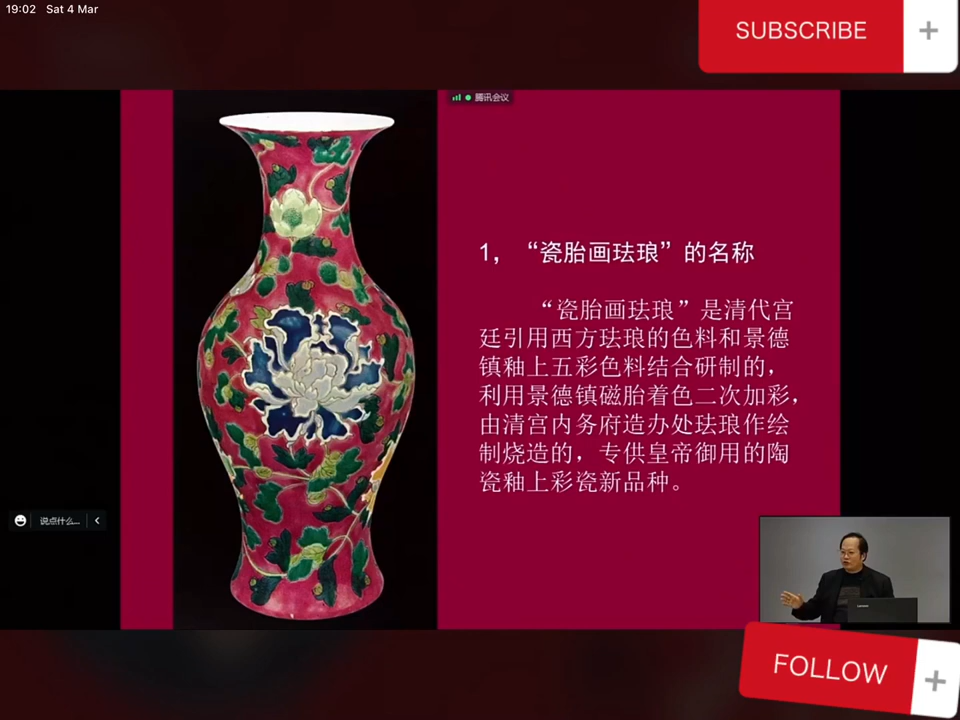 19:02 Sat 4 Mar
SUBSCRIBE +
腾讯会议
1，“瓷胎画珐琅”的名称
“瓷胎画珐琅”是清代宫
廷引用西方珐琅的色料和景德
镇釉上五彩色料结合研制的，
利用景德镇磁胎着色二次加彩，
由清宫内务府造办处珐琅作绘
制烧造的，专供皇帝御用的陶
瓷釉上彩瓷新品种。
说点什么...
FOLLOW +